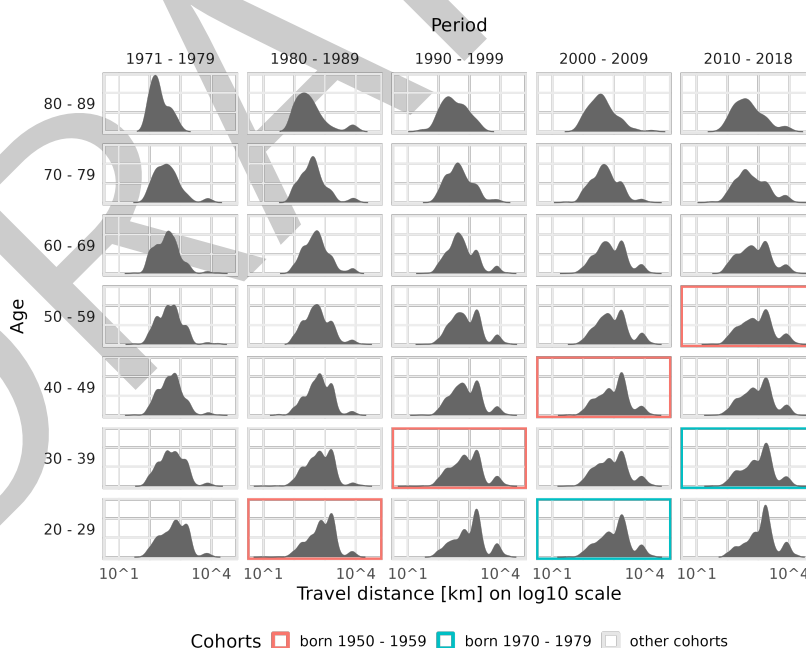 Period
1971 - 1979 1980 - 1989 1990 - 1999 2000 - 2009 2010 - 2018
80 - 89
70 - 79
60 - 69
Age
50 - 59
40 - 49
30 - 39
20 - 29
10^1 10^4 10^1 10^4 10^1 10^4 10^1 10^4 10^1 10^4
Travel distance [km] on log10 scale
Cohorts born 1950 - 1959 born 1970 - 1979 other cohorts